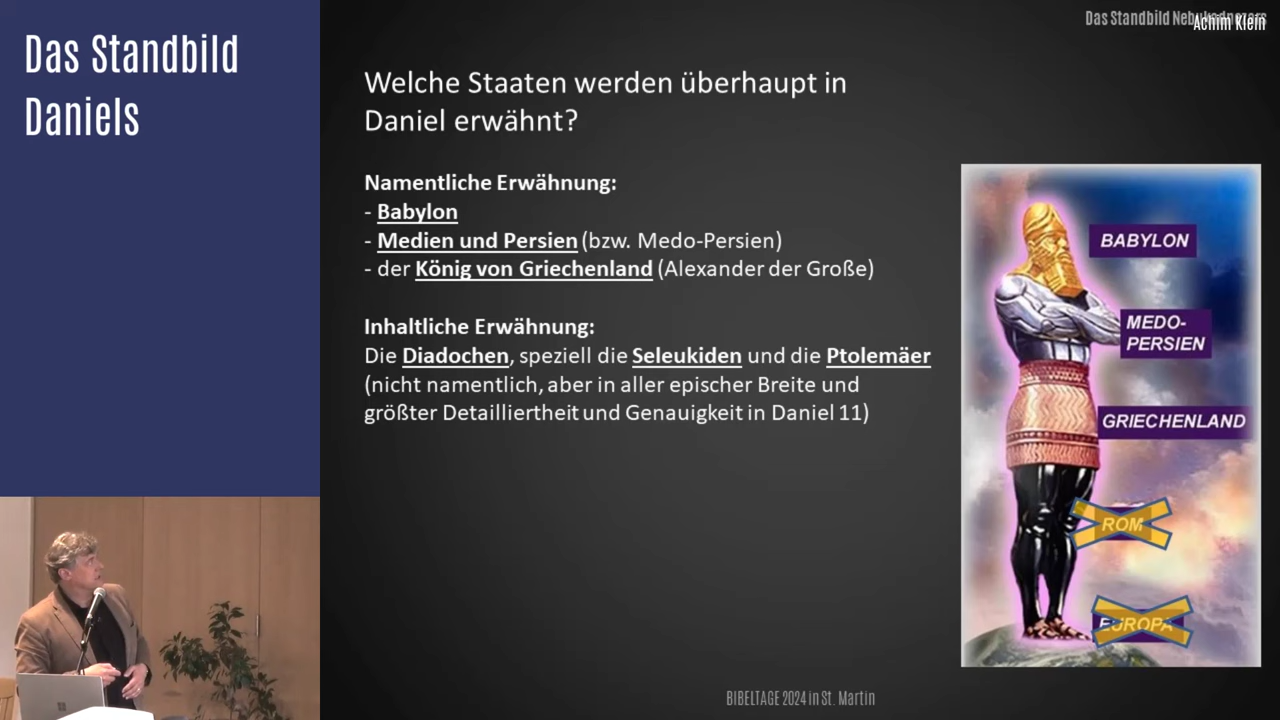 Das Standbild
Daniels
Das Standbild Nebukadnezars
Achim Klein
Welche Staaten werden überhaupt in
Daniel erwähnt?
Namentliche Erwähnung:
- Babylon
- Medien und Persien (bzw. Medo-Persien)
- der König von Griechenland (Alexander der Große)
Inhaltliche Erwähnung:
Die Diadochen, speziell die Seleukiden und die Ptolemäer
(nicht namentlich, aber in aller epischer Breite und
größter Detailliertheit und Genauigkeit in Daniel 11)
BABYLON
MEDO-
PERSIEN
GRIECHENLAND
ROM
EUROPA
BIBELTAGE 2024 in St. Martin